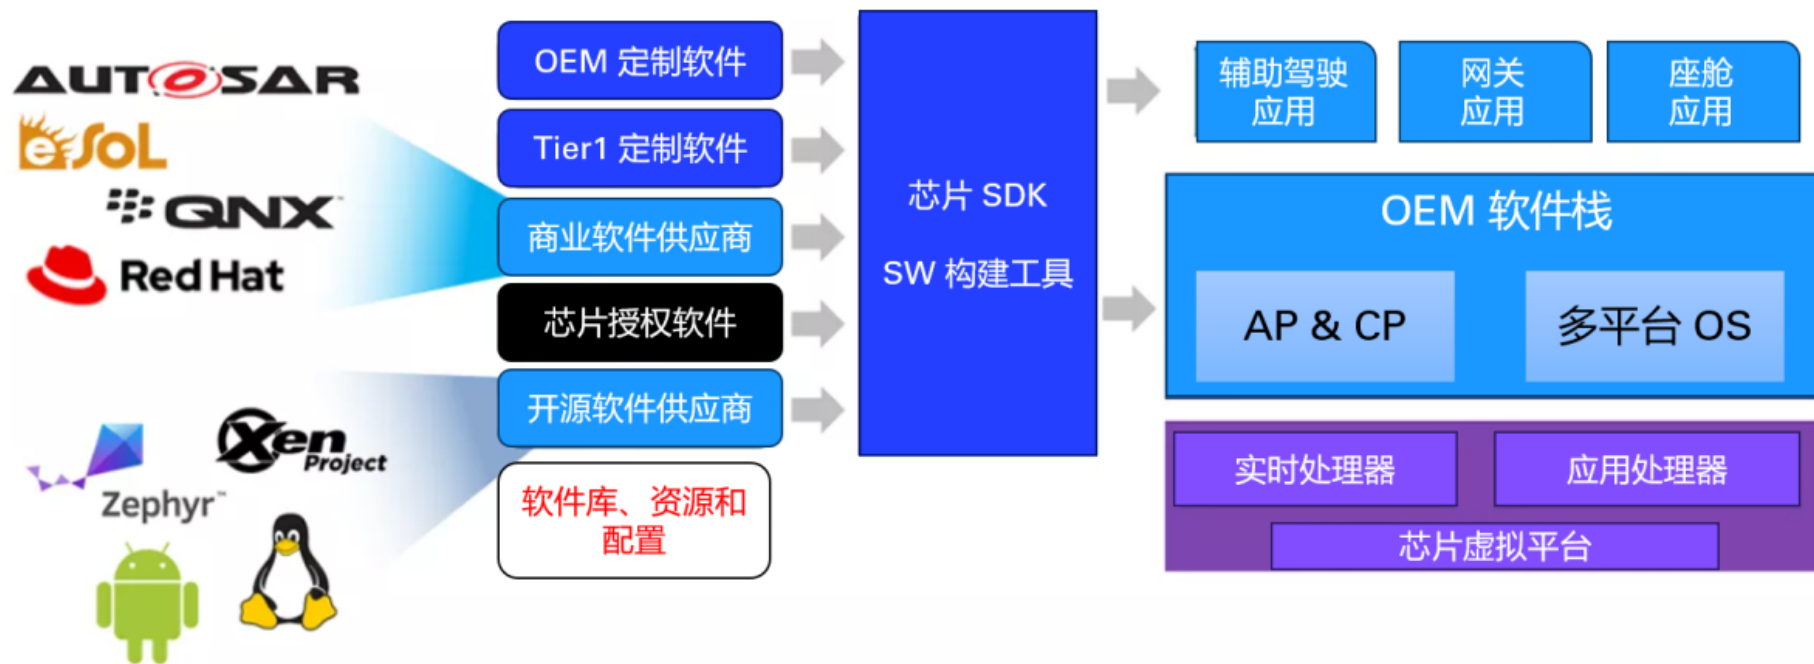 AUTOSAR
eSOL
QNX
Red Hat
Xen
Project
Zephyr™
OEM 定制软件
Tier1 定制软件
商业软件供应商
芯片授权软件
开源软件供应商
软件库、资源和
配置
芯片 SDK
SW 构建工具
辅助驾驶
应用
网关
应用
座舱
应用
OEM 软件栈
AP & CP
多平台 OS
实时处理器
应用处理器
芯片虚拟平台